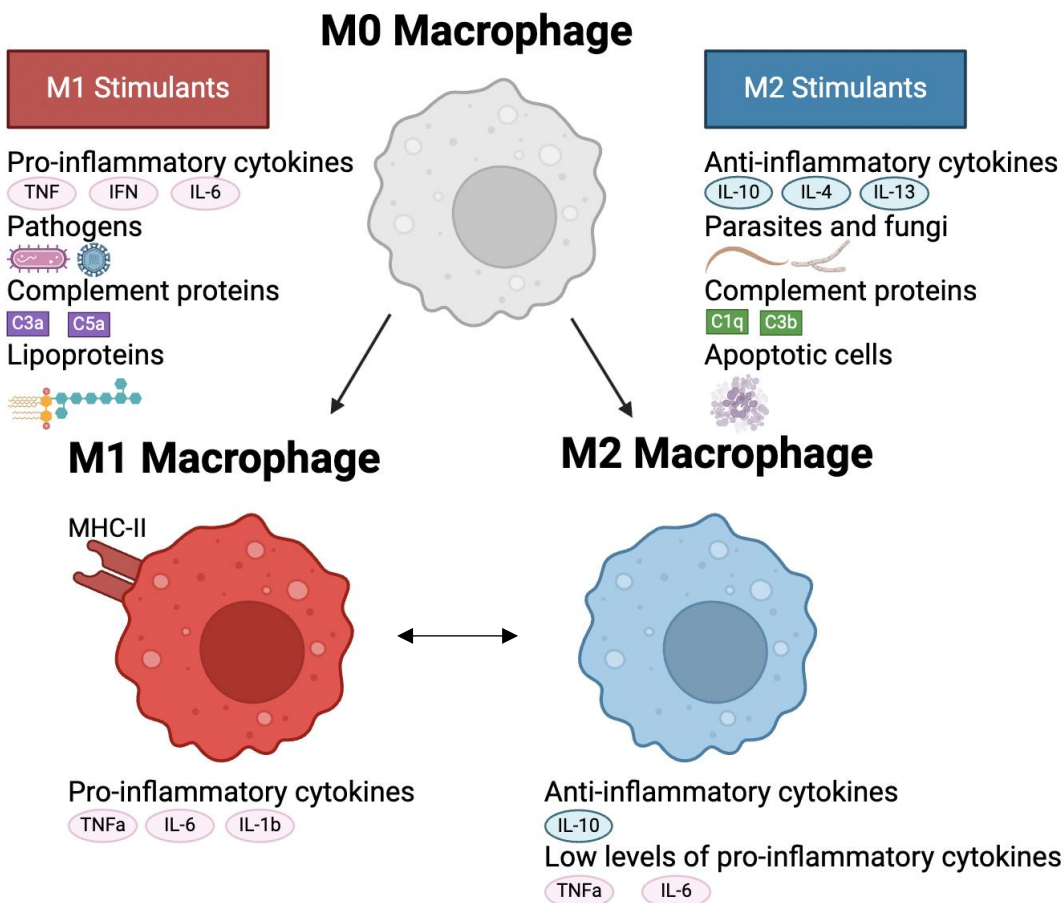 M0 Macrophage
M1 Stimulants
Pro-inflammatory cytokines
TNF IFN IL-6
Pathogens
Complement proteins
C3a C5a
Lipoproteins
M2 Stimulants
Anti-inflammatory cytokines
IL-10 IL-4 IL-13
Parasites and fungi
Complement proteins
C1q C3b
Apoptotic cells
M1 Macrophage
MHC-II
Pro-inflammatory cytokines
TNFa IL-6 IL-1b
M2 Macrophage
Anti-inflammatory cytokines
IL-10
Low levels of pro-inflammatory cytokines
TNFa IL-6